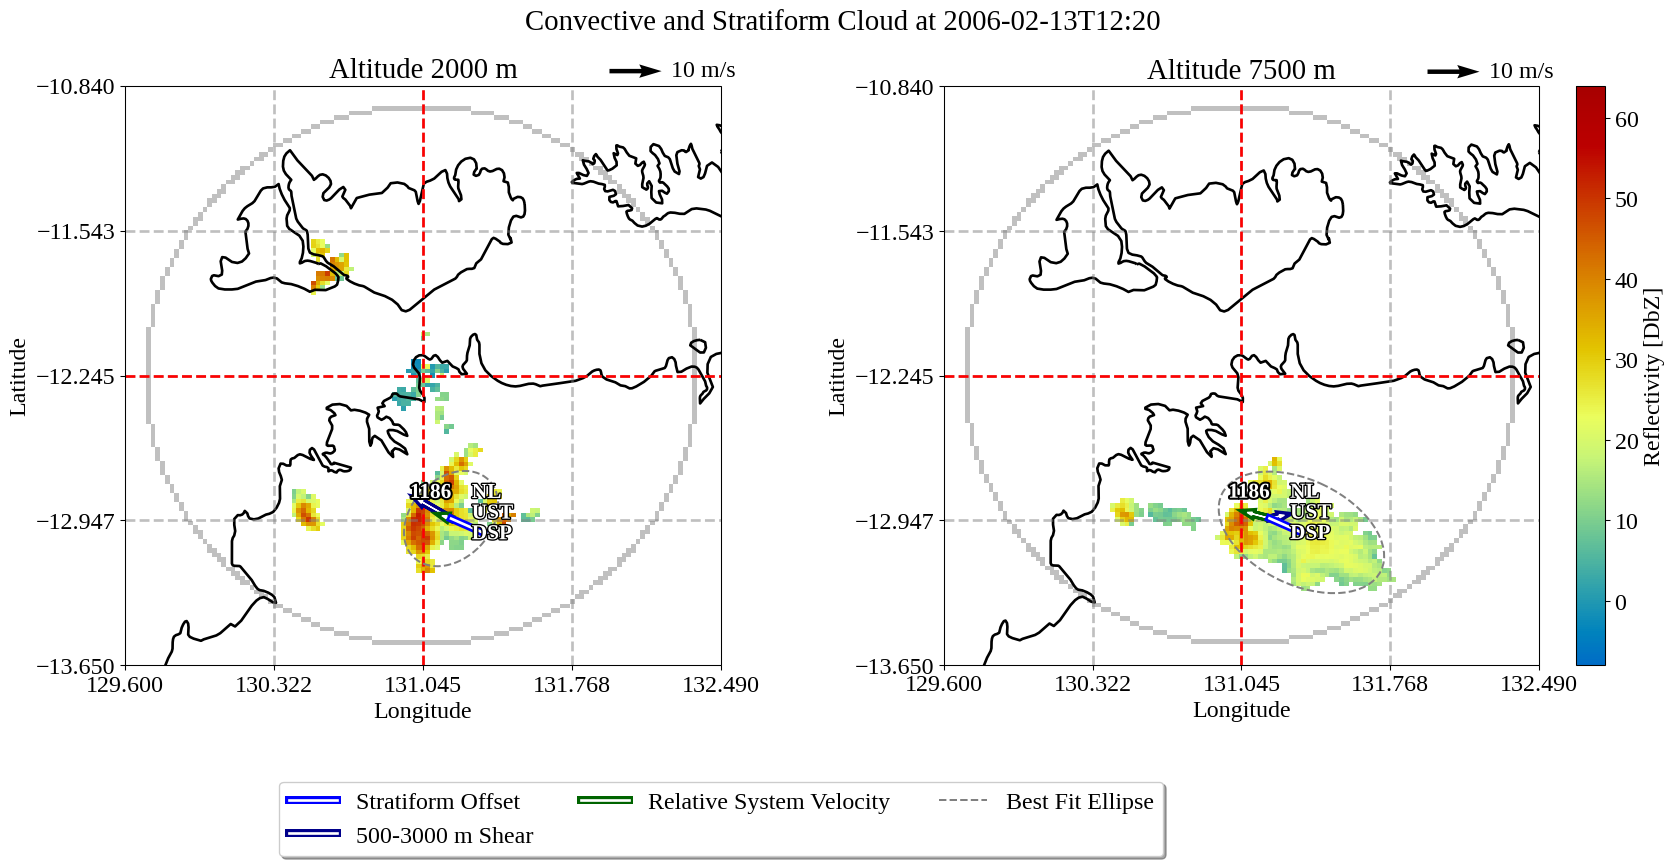 Convective and Stratiform Cloud at 2006-02-13T12:20
Altitude 2000 m
10 m/s
Altitude 7500 m
10 m/s
−10.840
−11.543
−12.245
−12.947
−13.650
Latitude
129.600
130.322
131.045
131.768
132.490
Longitude
1186
NL
UST
DSP
−10.840
−11.543
−12.245
−12.947
−13.650
Latitude
129.600
130.322
131.045
131.768
132.490
Longitude
1186
NL
UST
DSP
60
50
40
30
20
10
0
Reflectivity [DbZ]
Stratiform Offset
Relative System Velocity
Best Fit Ellipse
500-3000 m Shear